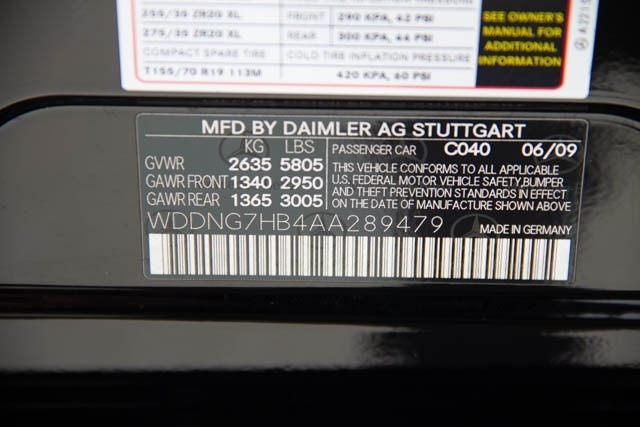 255/35 ZR20 XL FRONT 290 KPA, 42 PSI
275/35 ZR20 XL REAR 300 KPA, 44 PSI
COMPACT SPARE TIRE COLD TIRE INFLATION PRESSURE
T155/70 R19 113M 420 KPA, 60 PSI
SEE OWNER'S
MANUAL FOR
ADDITIONAL
INFORMATION
MFD BY DAIMLER AG STUTTGART
KG LBS PASSENGER CAR C040 06/09
GVWR 2635 5805 THIS VEHICLE CONFORMS TO ALL APPLICABLE
GAWR FRONT 1340 2950 U.S. FEDERAL MOTOR VEHICLE SAFETY, BUMPER
AND THEFT PREVENTION STANDARDS IN EFFECT
GAWR REAR 1365 3005 ON THE DATE OF MANUFACTURE SHOWN ABOVE.
WDDNG7HB4AA289479
MADE IN GERMANY